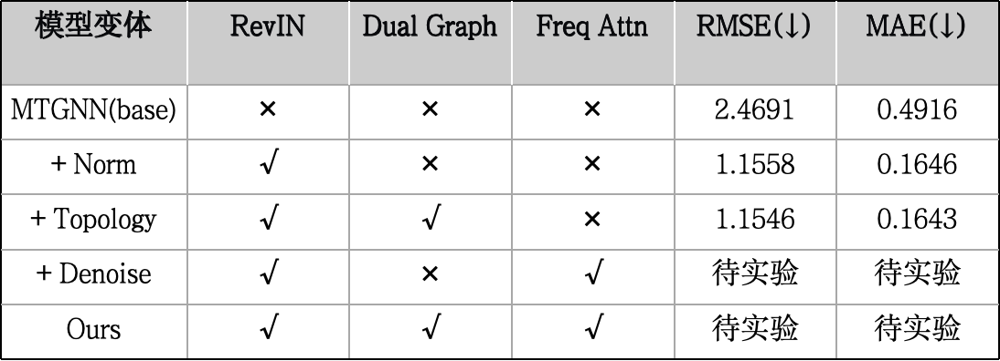 模型变体 RevIN Dual Graph Freq Attn RMSE(↓) MAE(↓)
MTGNN(base) × × × 2.4691 0.4916
+ Norm √ × × 1.1558 0.1646
+ Topology √ √ × 1.1546 0.1643
+ Denoise √ × √ 待实验 待实验
Ours √ √ √ 待实验 待实验